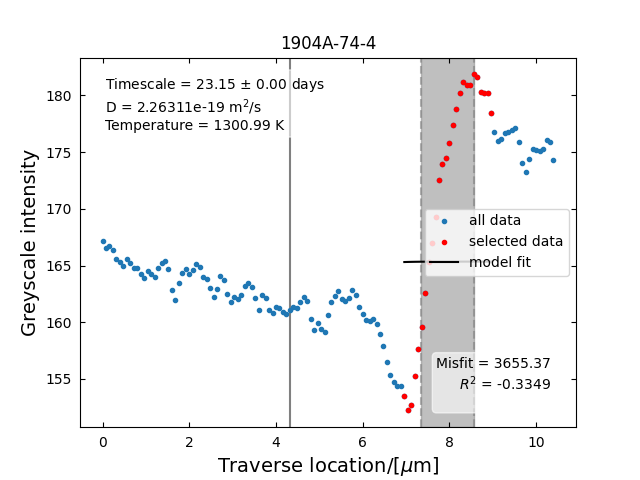 1904A-74-4
Timescale = 23.15 ± 0.00 days
D = 2.26311e-19 m²/s
Temperature = 1300.99 K
Greyscale intensity
180
175
170
165
160
155
all data
selected data
model fit
Misfit = 3655.37
R² = -0.3349
0 2 4 6 8 10
Traverse location/[μm]